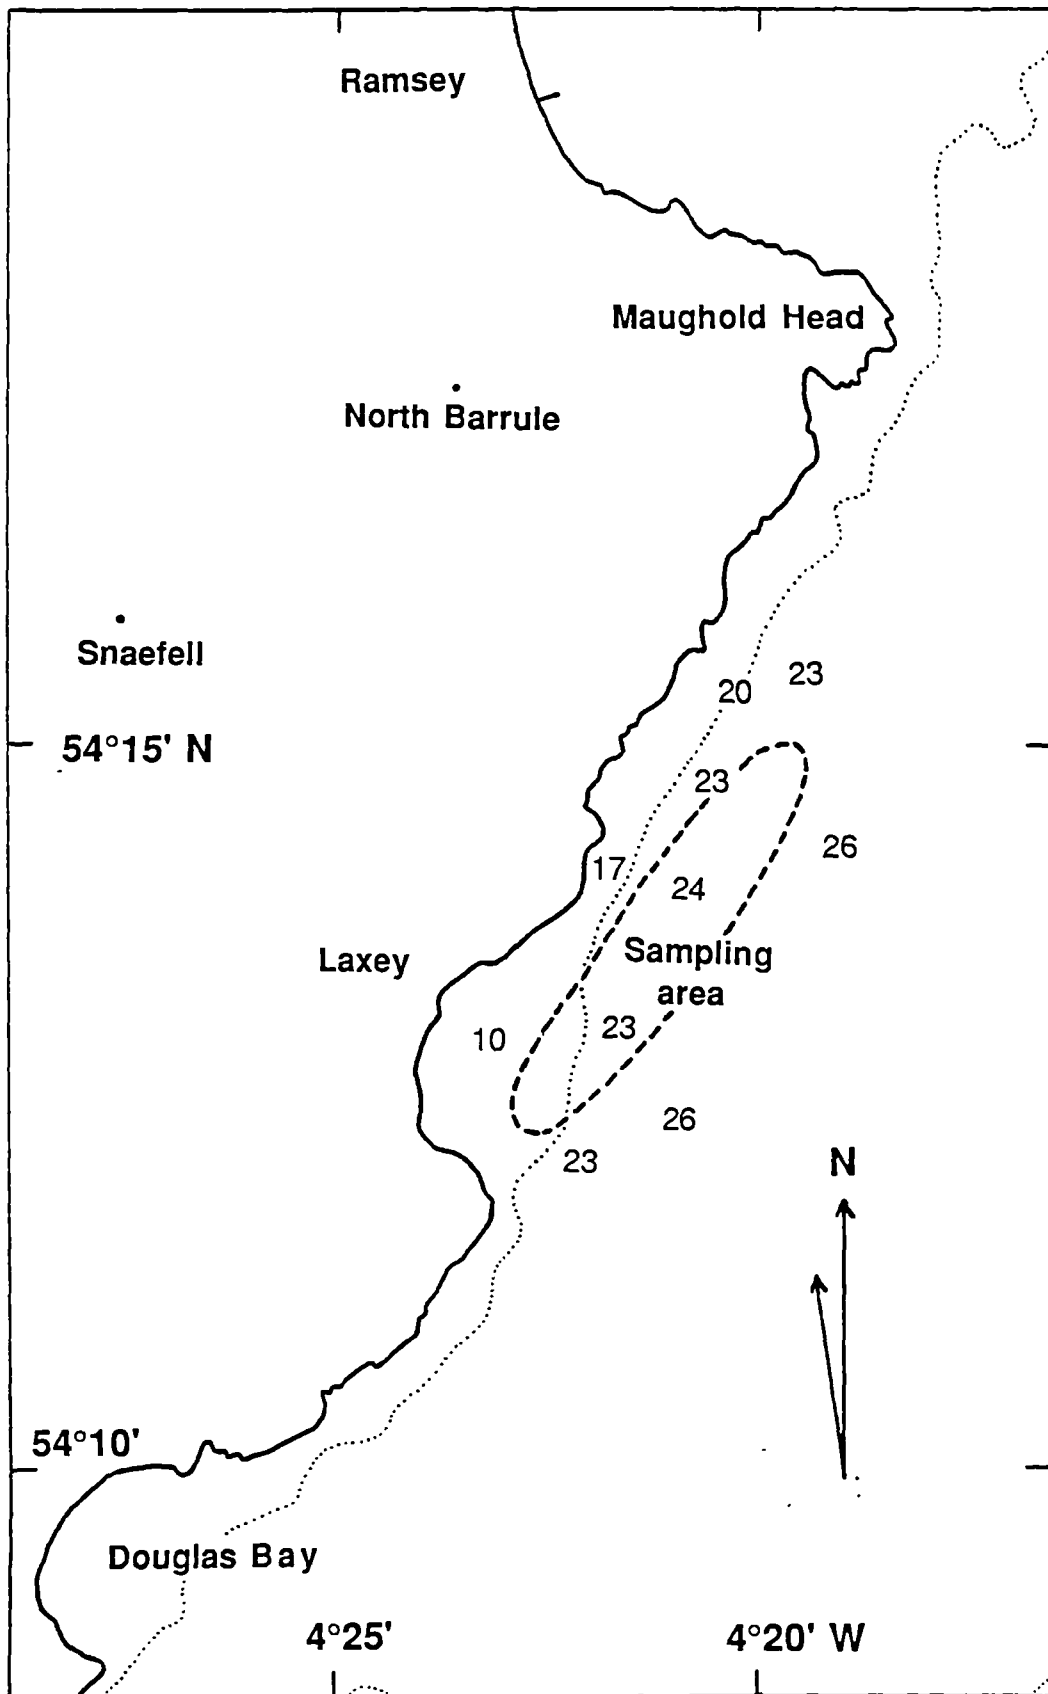 Ramsey
Maughold Head
North Barrule
Snaefell
20
23
54°15' N
23
26
17
24
Laxey
Sampling
area
10
23
26
23
N
54°10'
Douglas Bay
4°25'
4°20' W